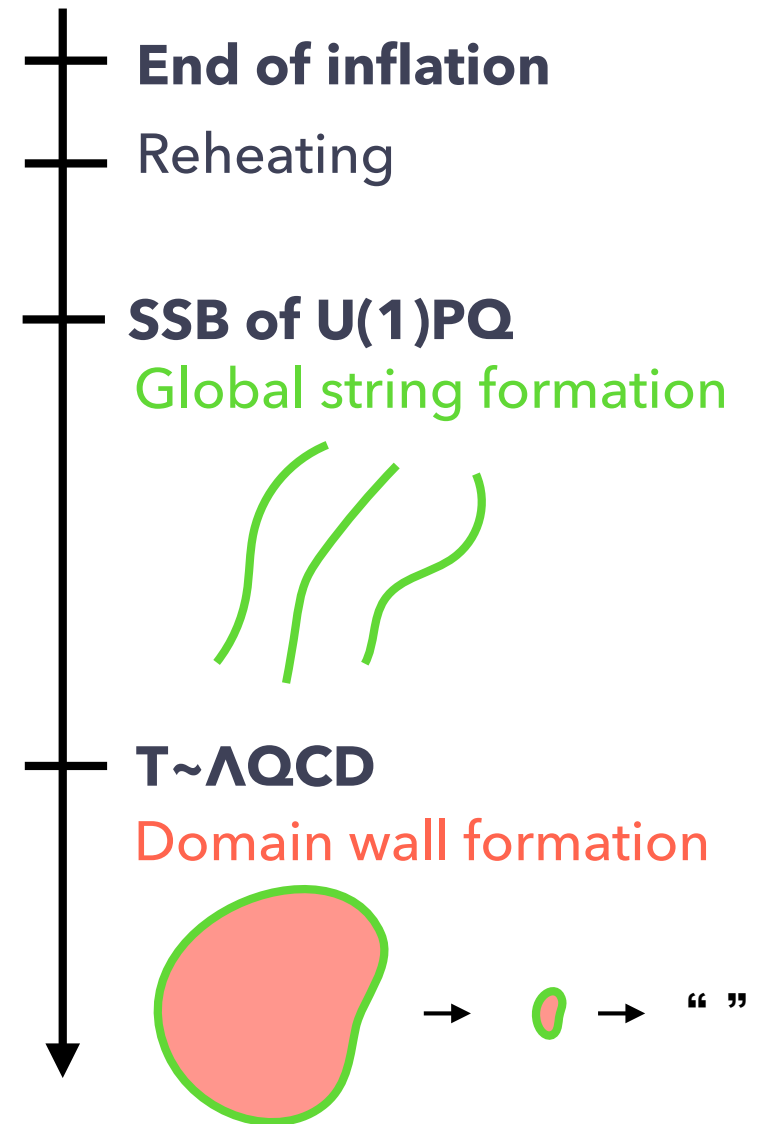 End of inflation
Reheating
SSB of U(1)PQ
Global string formation
T~ΛQCD
Domain wall formation
“ ”